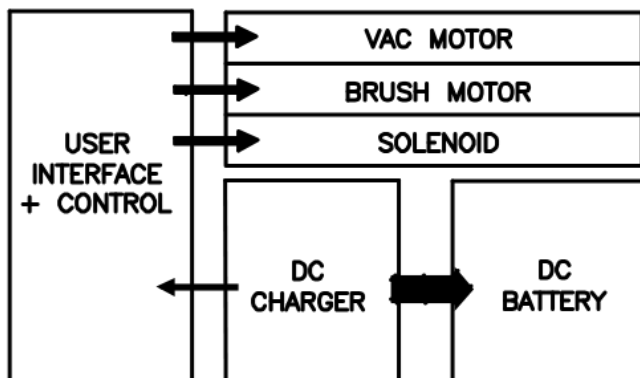 VAC MOTOR
BRUSH MOTOR
SOLENOID
USER
INTERFACE
+ CONTROL
DC
CHARGER
DC
BATTERY